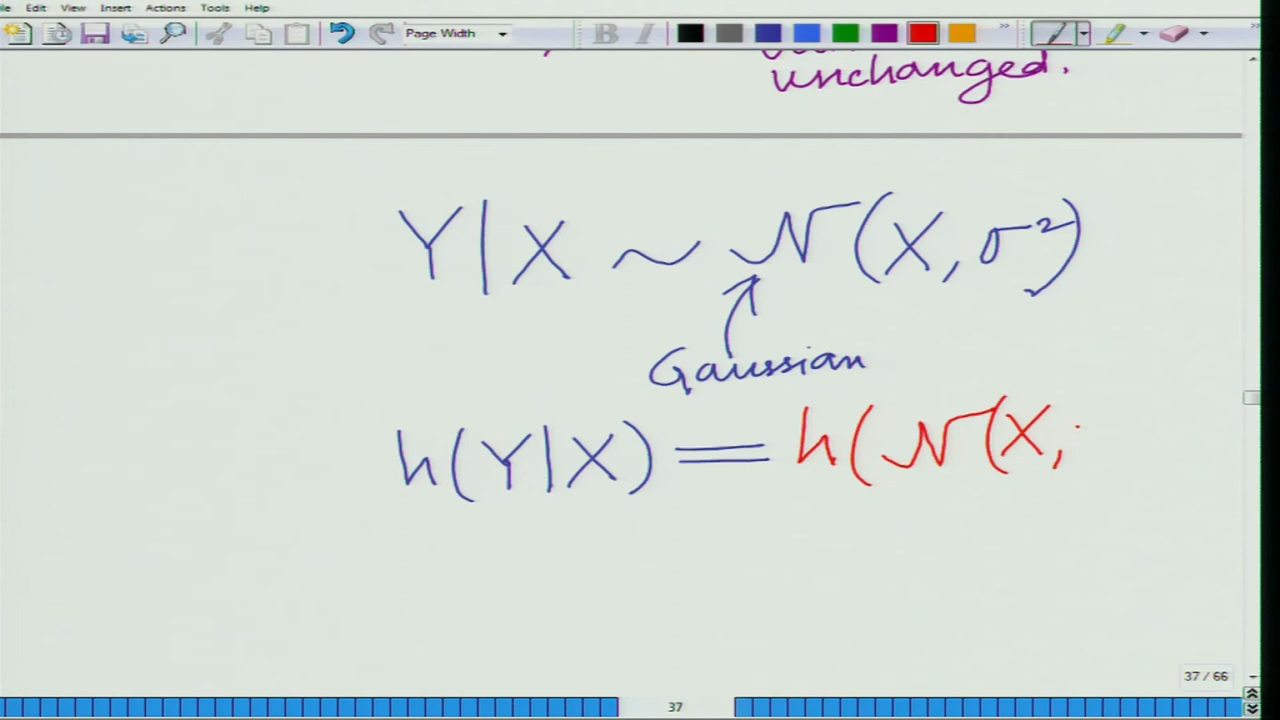 File Edit View Insert Actions Tools Help
Page Width B I
unchanged.
Y|X ~ N(X, σ²)
Gaussian
h(Y|X) = h(N(X,
37 / 66
37